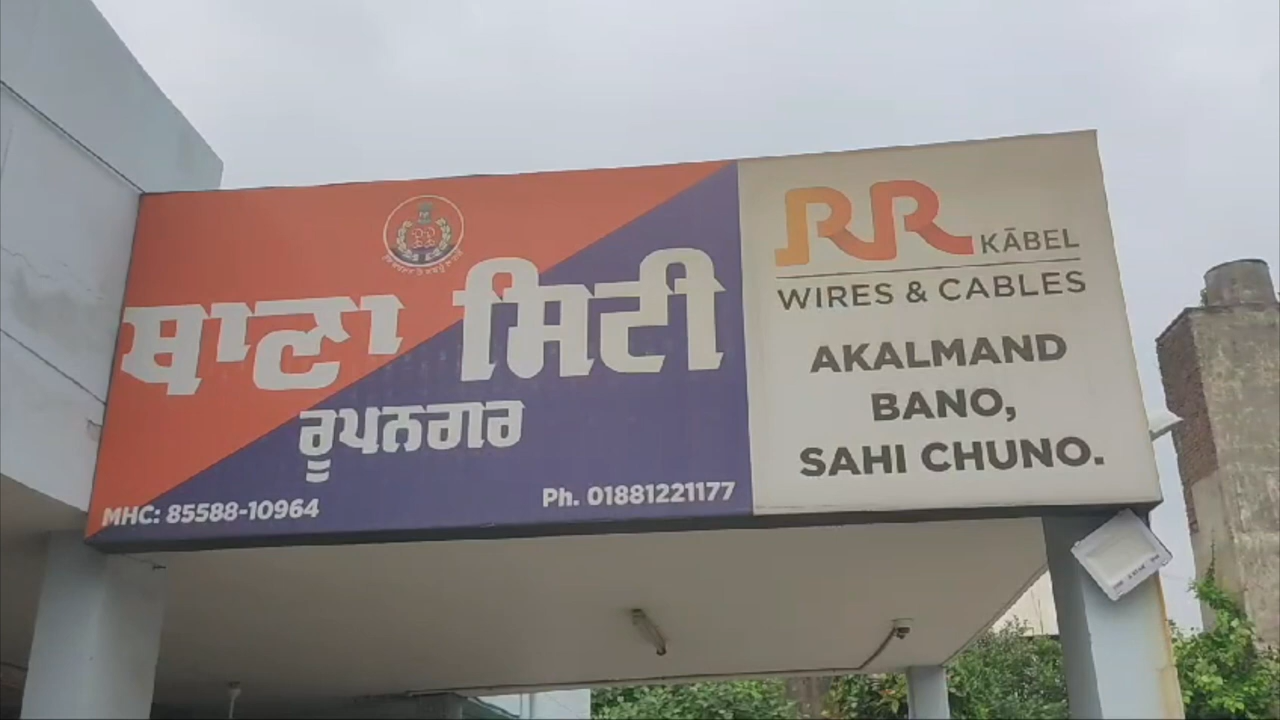 ਥਾਣਾ ਸਿਟੀ
ਰੂਪਨਗਰ
MHC: 85588-10964
Ph. 01881221177
RR KĀBEL
WIRES & CABLES
AKALMAND
BANO,
SAHI CHUNO.